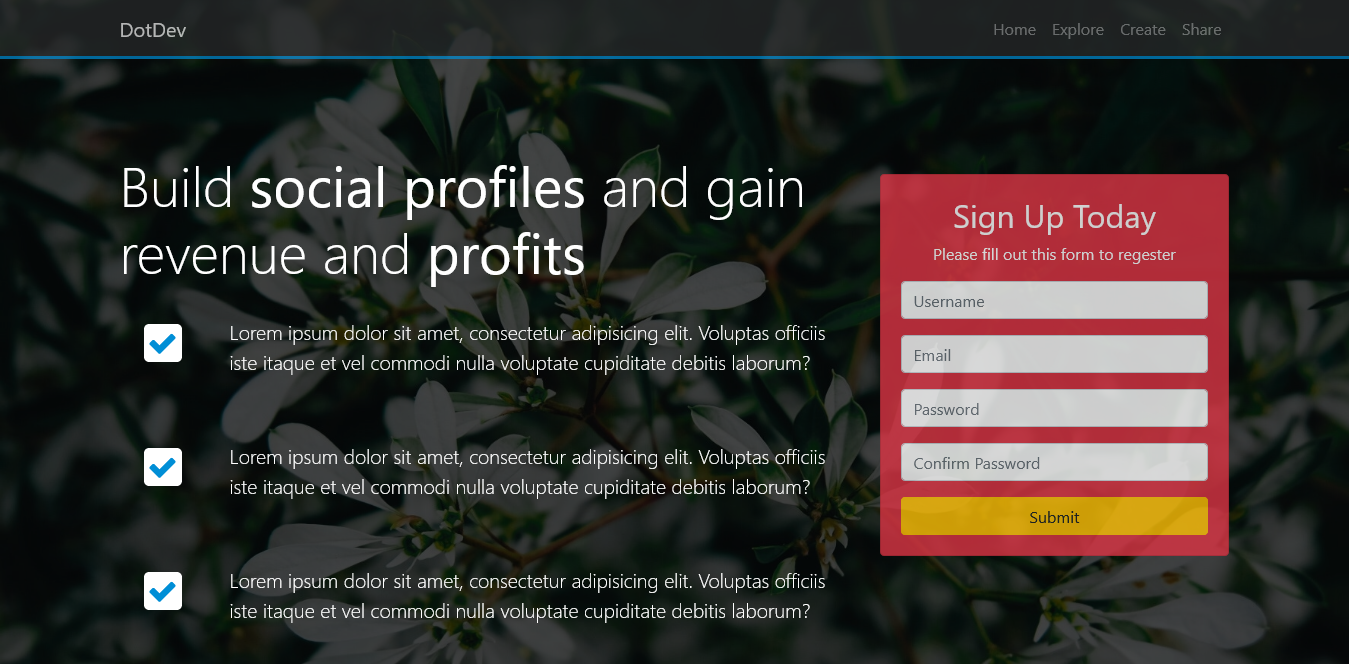 DotDev
Home Explore Create Share
Build social profiles and gain
revenue and profits
Lorem ipsum dolor sit amet, consectetur adipisicing elit. Voluptas officiis
iste itaque et vel commodi nulla voluptate cupiditate debitis laborum?
Lorem ipsum dolor sit amet, consectetur adipisicing elit. Voluptas officiis
iste itaque et vel commodi nulla voluptate cupiditate debitis laborum?
Lorem ipsum dolor sit amet, consectetur adipisicing elit. Voluptas officiis
iste itaque et vel commodi nulla voluptate cupiditate debitis laborum?
Sign Up Today
Please fill out this form to regester
Username
Email
Password
Confirm Password
Submit